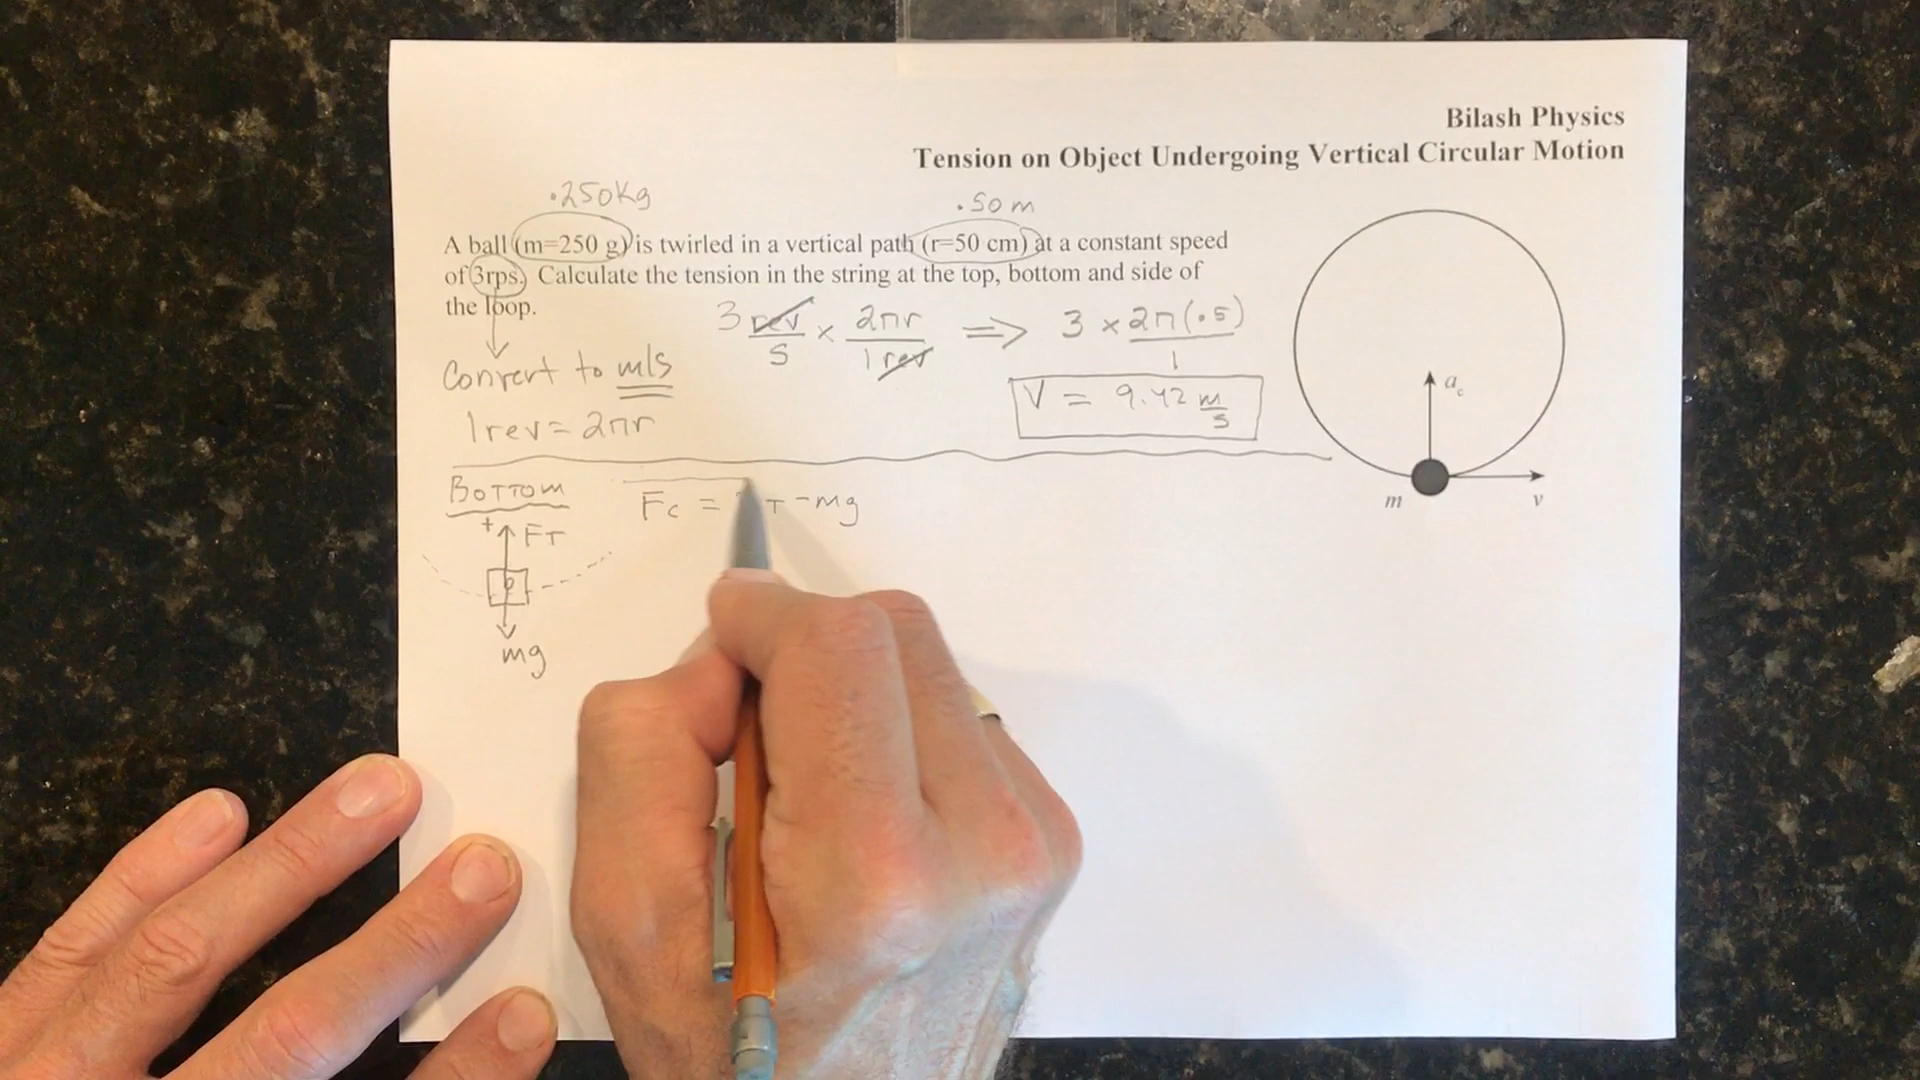 Bilash Physics
Tension on Object Undergoing Vertical Circular Motion
.250Kg
.50 m
A ball (m=250 g) is twirled in a vertical path (r=50 cm) at a constant speed
of 3rps. Calculate the tension in the string at the top, bottom and side of
the loop.
3 rev/s × 2πr/1 rev ⇒ 3 × 2π(.5)/1
Convert to m/s
V = 9.42 m/s
1 rev = 2πr
a c
m
v
BOTTOM
Fc = T - mg
+ FT
mg